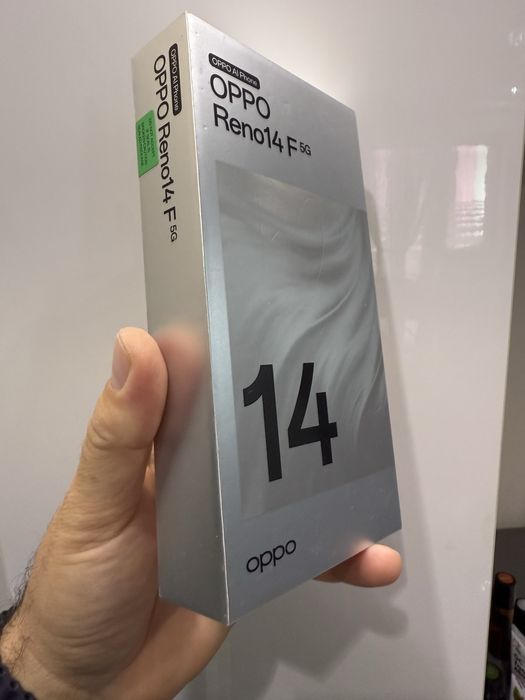 OPPO AI Phone
OPPO Reno14 F 5G
OPPO AI Phone
OPPO
Reno14 F 5G
14
oppo